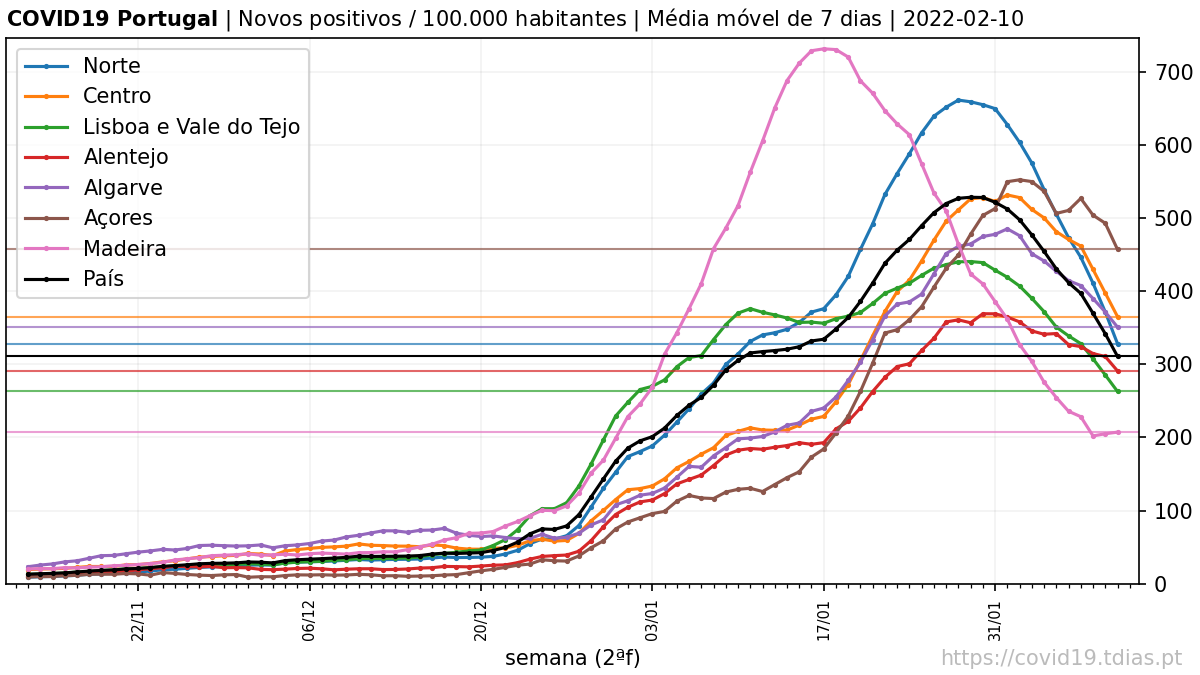 COVID19 Portugal | Novos positivos / 100.000 habitantes | Média móvel de 7 dias | 2022-02-10
Norte
Centro
Lisboa e Vale do Tejo
Alentejo
Algarve
Açores
Madeira
País
700
600
500
400
300
200
100
0
22/11
06/12
20/12
03/01
17/01
31/01
semana (2ªf)
https://covid19.tdias.pt